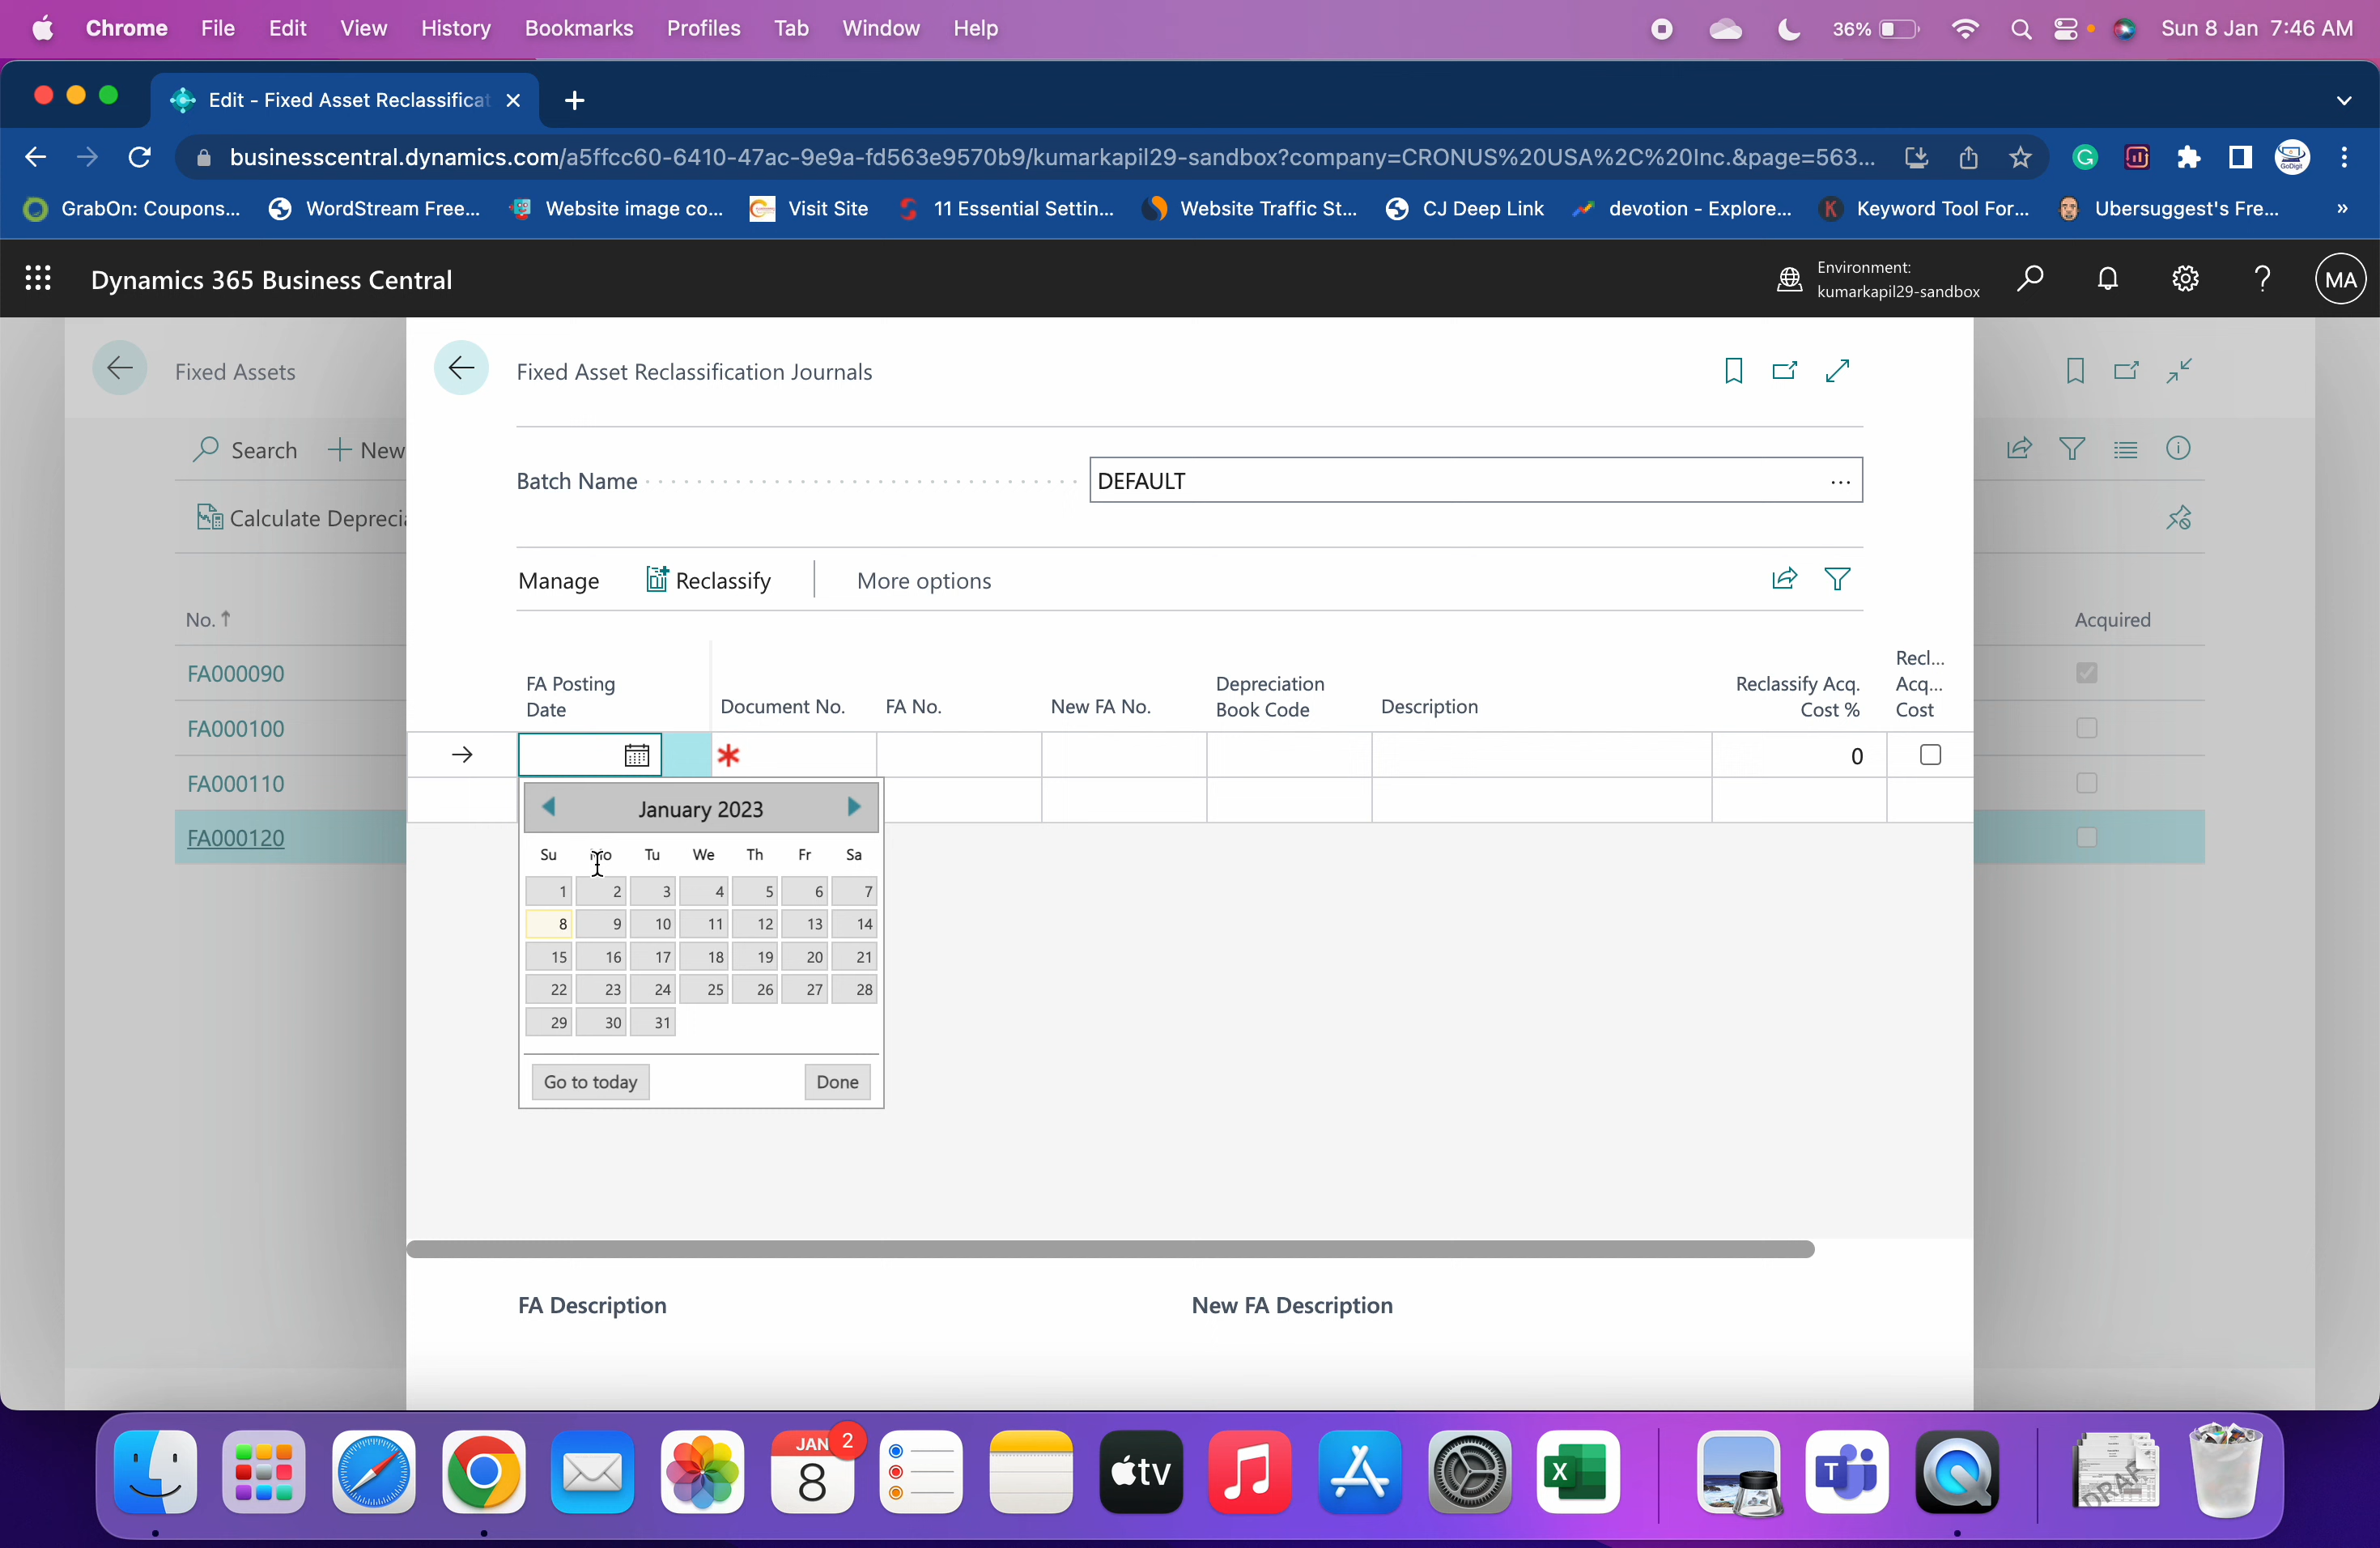 Chrome File Edit View History Bookmarks Profiles Tab Window Help 36% Sun 8 Jan 7:46 AM
Edit - Fixed Asset Reclassificat
businesscentral.dynamics.com/a5ffcc60-6410-47ac-9e9a-fd563e9570b9/kumarkapil29-sandbox?company=CRONUS%20USA%2C%20Inc.&page=563...
GrabOn: Coupons... WordStream Free... Website image co... Visit Site 11 Essential Settin... Website Traffic St... CJ Deep Link devotion - Explore... Keyword Tool For... Ubersuggest's Fre... »
Dynamics 365 Business Central
Environment:
kumarkapil29-sandbox
? MA
Fixed Assets
Fixed Asset Reclassification Journals
Search + New
Batch Name DEFAULT ...
Calculate Deprecia
Manage Reclassify More options
No. ↑
Acquired
FA Posting
Date
Document No.
FA No.
New FA No.
Depreciation
Book Code
Description
Reclassify Acq.
Cost %
Recl...
Acq...
Cost
FA000090
FA000100
FA000110
FA000120
0
January 2023
Su Mo Tu We Th Fr Sa
1 2 3 4 5 6 7
8 9 10 11 12 13 14
15 16 17 18 19 20 21
22 23 24 25 26 27 28
29 30 31
Go to today Done
FA Description New FA Description
JAN 2
8
tv
X
T
DRAF